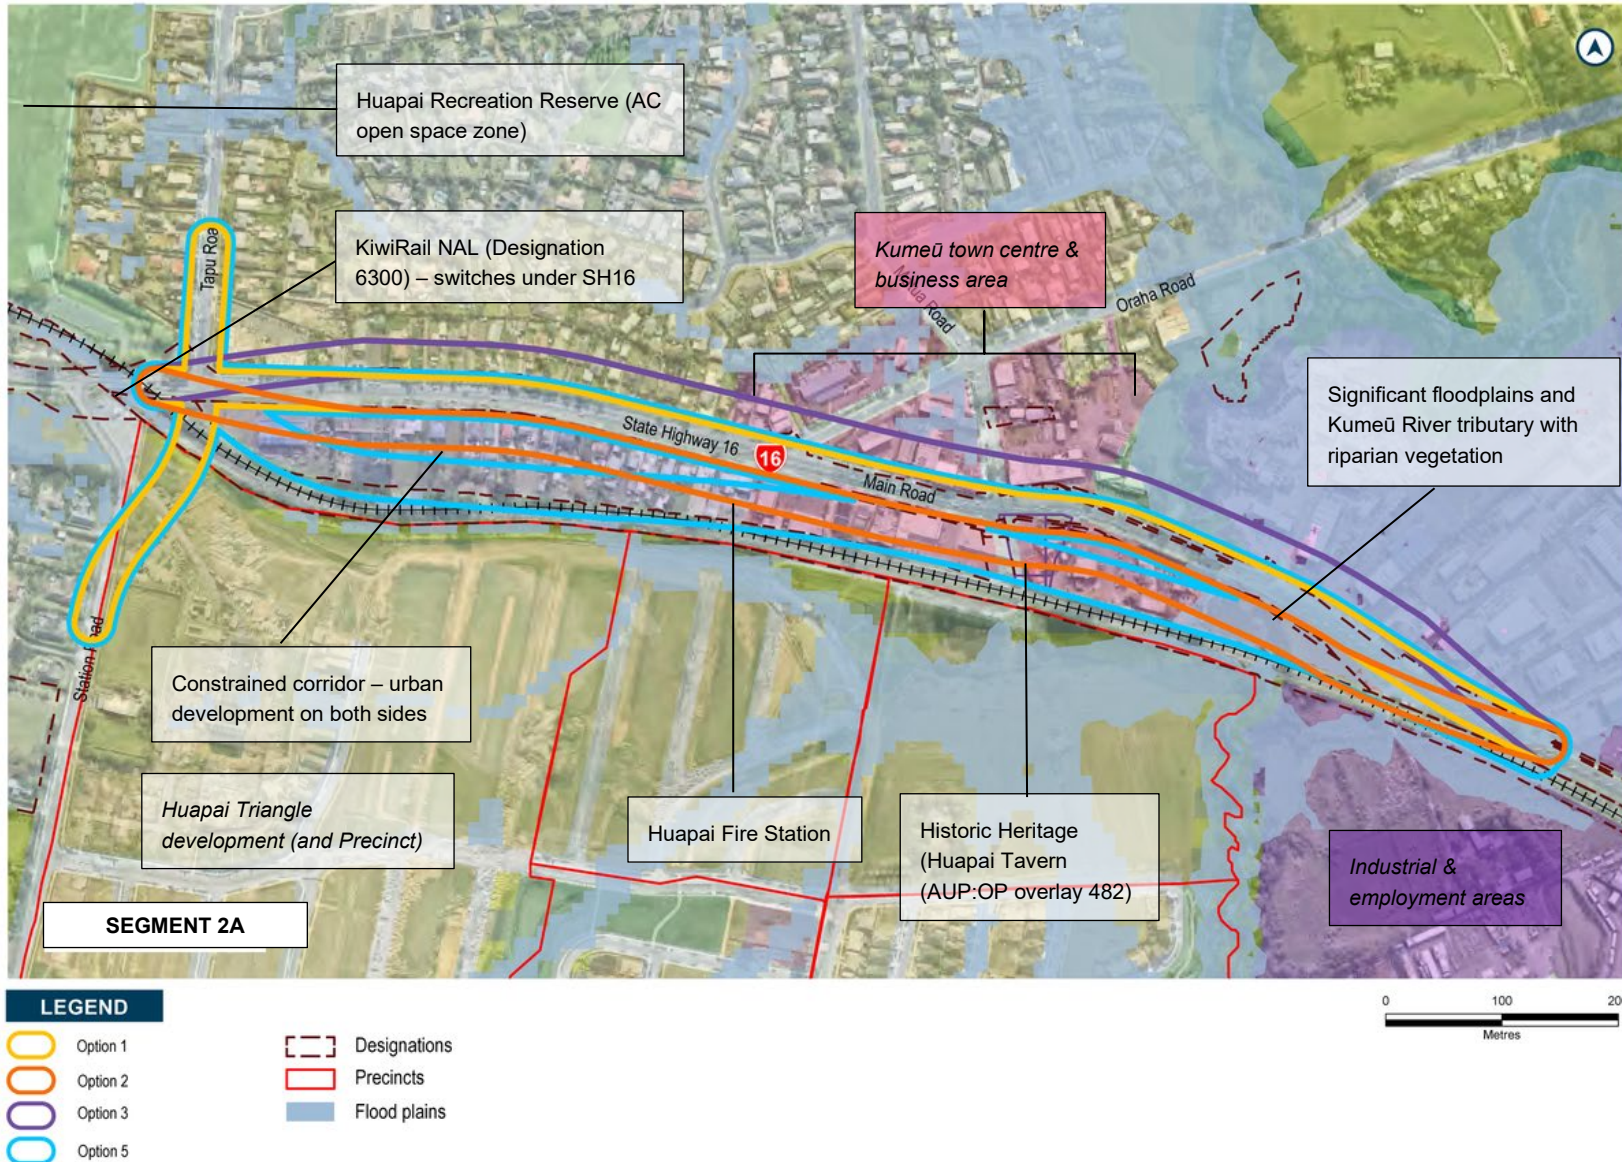 Huapai Recreation Reserve (AC
open space zone)
Tapu Roa
KiwiRail NAL (Designation
6300) – switches under SH16
Kumeū town centre &
business area
Road
Oraha Road
Significant floodplains and
Kumeū River tributary with
riparian vegetation
State Highway 16
16
Main Road
Station
Constrained corridor – urban
development on both sides
Huapai Triangle
development (and Precinct)
Huapai Fire Station
Historic Heritage
(Huapai Tavern
(AUP:OP overlay 482)
Industrial &
employment areas
SEGMENT 2A
LEGEND
Option 1
Option 2
Option 3
Option 5
Designations
Precincts
Flood plains
0 100 20
Metres